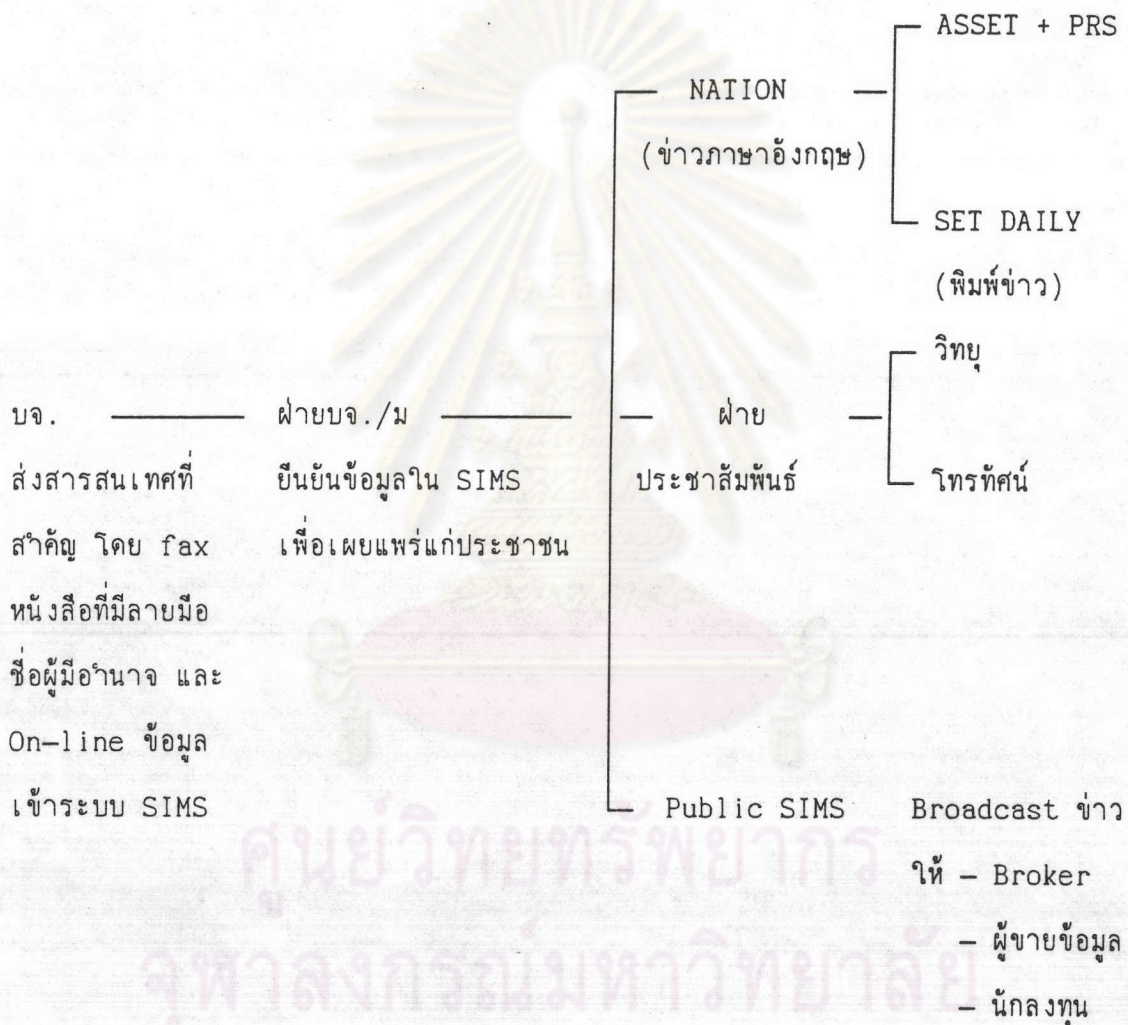 ASSET + PRS
NATION
(ข่าวภาษาอังกฤษ)
SET DAILY
(พิมพ์ข่าว)
วิทยุ
บจ. ฝ่ายบจ./ม ฝ่าย
ส่งสารสนเทศที่ ยืนยันข้อมูลใน SIMS ประชาสัมพันธ์ โทรทัศน์
สำคัญ โดย fax เพื่อเผยแพร่แก่ประชาชน
หนังสือที่มีลายมือ
ชื่อผู้มีอำนาจ และ
On-line ข้อมูล
เข้าระบบ SIMS Public SIMS Broadcast ข่าว
ให้ - Broker
- ผู้ขายข้อมูล
- นักลงทุน
ศูนย์วิทยทรัพยากร
จุฬาลงกรณ์มหาวิทยาลัย